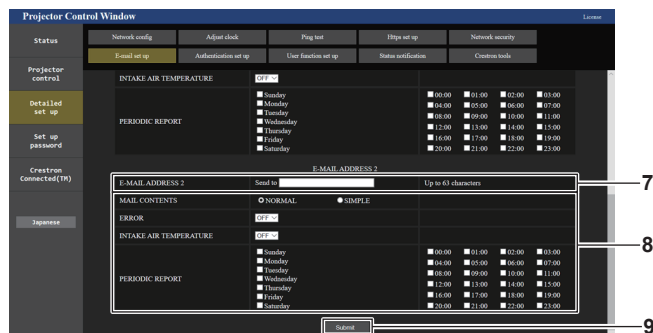 Projector Control Window
License
Status
Network config
Adjust clock
Ping test
Https set up
Network security
E-mail set up
Authentication set up
User function set up
Status notification
Crestron tools
Projector control
Detailed set up
Set up password
Crestron Connected(TM)
Japanese
INTAKE AIR TEMPERATURE
OFF
PERIODIC REPORT
Sunday
Monday
Tuesday
Wednesday
Thursday
Friday
Saturday
00:00 01:00 02:00 03:00
04:00 05:00 06:00 07:00
08:00 09:00 10:00 11:00
12:00 13:00 14:00 15:00
16:00 17:00 18:00 19:00
20:00 21:00 22:00 23:00
E-MAIL ADDRESS 2
E-MAIL ADDRESS 2 Send to Up to 63 characters
7
MAIL CONTENTS NORMAL SIMPLE
ERROR OFF
INTAKE AIR TEMPERATURE OFF
8
PERIODIC REPORT
Sunday
Monday
Tuesday
Wednesday
Thursday
Friday
Saturday
00:00 01:00 02:00 03:00
04:00 05:00 06:00 07:00
08:00 09:00 10:00 11:00
12:00 13:00 14:00 15:00
16:00 17:00 18:00 19:00
20:00 21:00 22:00 23:00
Submit
9